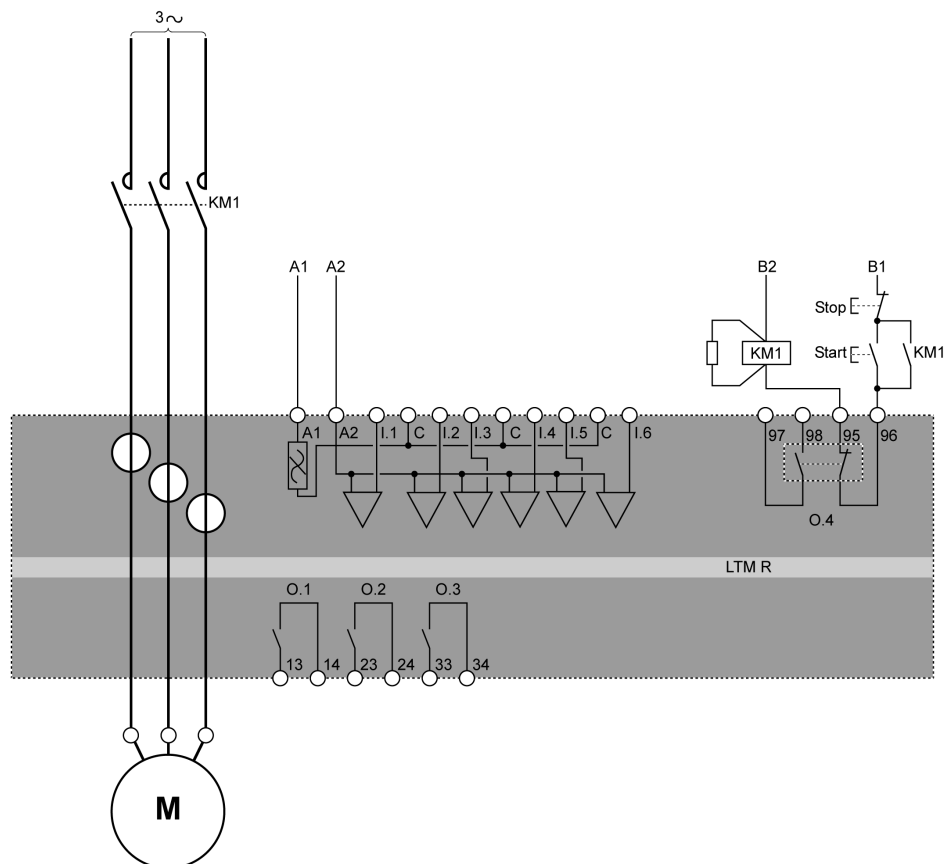 3~
KM1
A1 A2 B2 B1
Stop
KM1 Start KM1
A1 A2 I.1 C I.2 I.3 C I.4 I.5 C I.6 97 98 95 96
O.4
LTM R
O.1 O.2 O.3
13 14 23 24 33 34
M